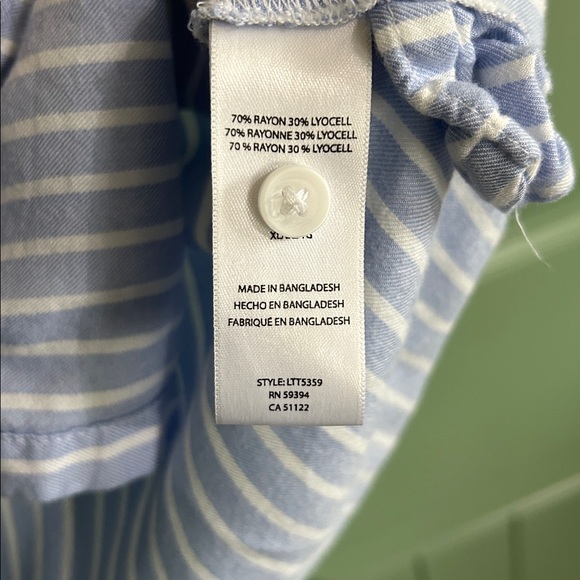 70% RAYON 30% LYOCELL
70% RAYONNE 30% LYOCELL
70 % RAYON 30 % LYOCELL
MADE IN BANGLADESH
HECHO EN BANGLADESH
FABRIQUÉ EN BANGLADESH
STYLE: LTT5359
RN 59394
CA 51122